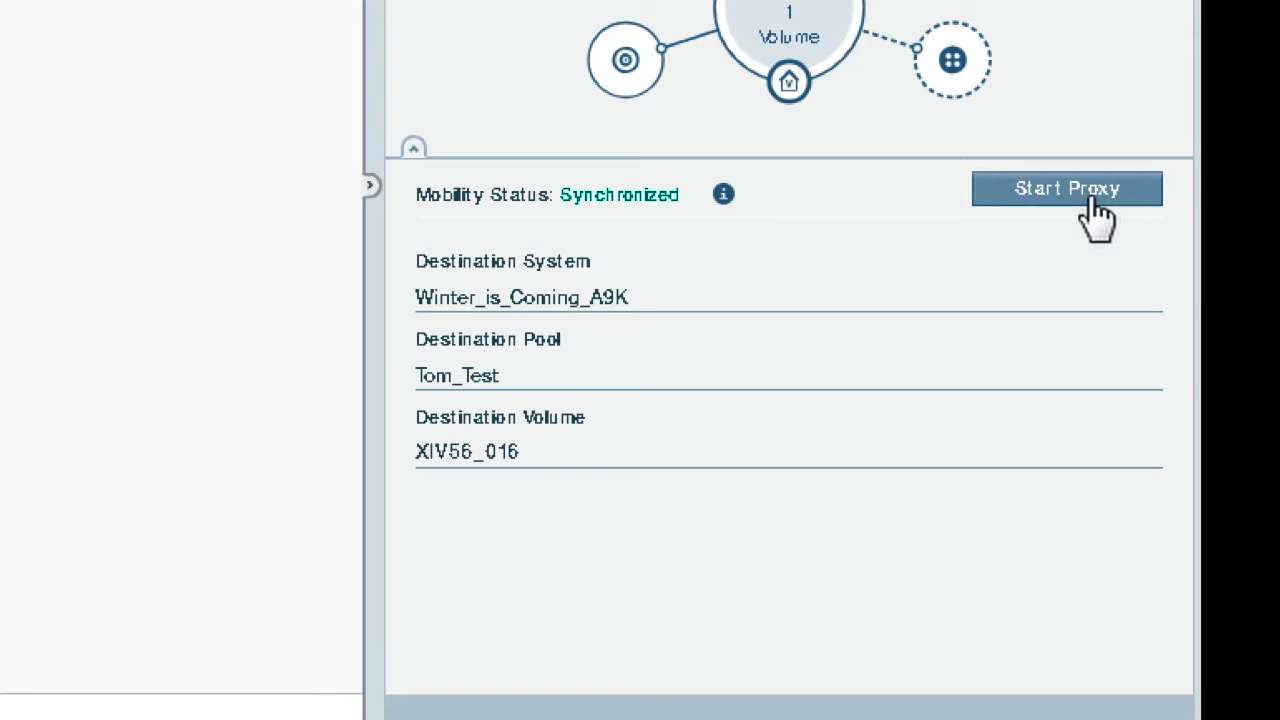 1
Volume
Mobility Status: Synchronized
Start Proxy
Destination System
Winter_is_Coming_A9K
Destination Pool
Tom_Test
Destination Volume
XIV56_016